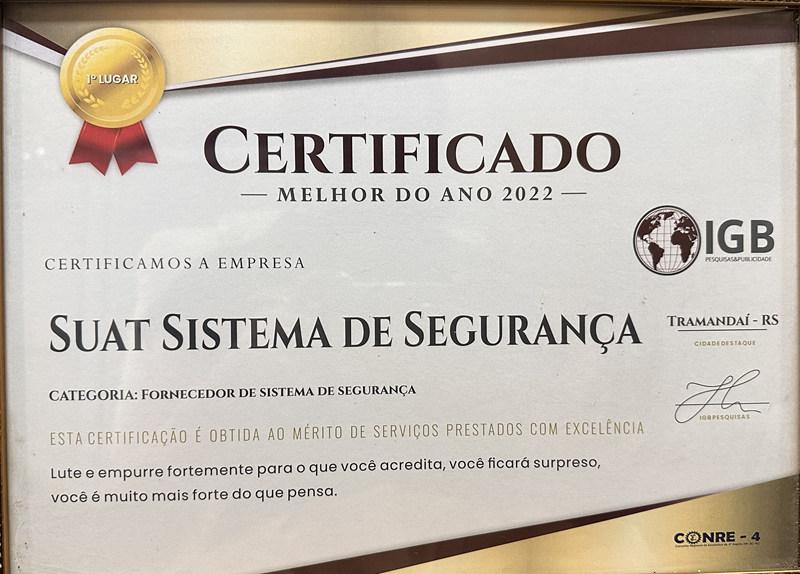 1º LUGAR
CERTIFICADO
MELHOR DO ANO 2022
IGB
PESQUISAS&PUBLICIDADE
CERTIFICAMOS A EMPRESA
SUAT SISTEMA DE SEGURANÇA
TRAMANDAÍ - RS
CIDADE DESTAQUE
CATEGORIA: FORNECEDOR DE SISTEMA DE SEGURANÇA
IGB PESQUISAS
ESTA CERTIFICAÇÃO É OBTIDA AO MÉRITO DE SERVIÇOS PRESTADOS COM EXCELÊNCIA
Lute e empurre fortemente para o que você acredita, você ficará surpreso,
você é muito mais forte do que pensa.
CONRE - 4